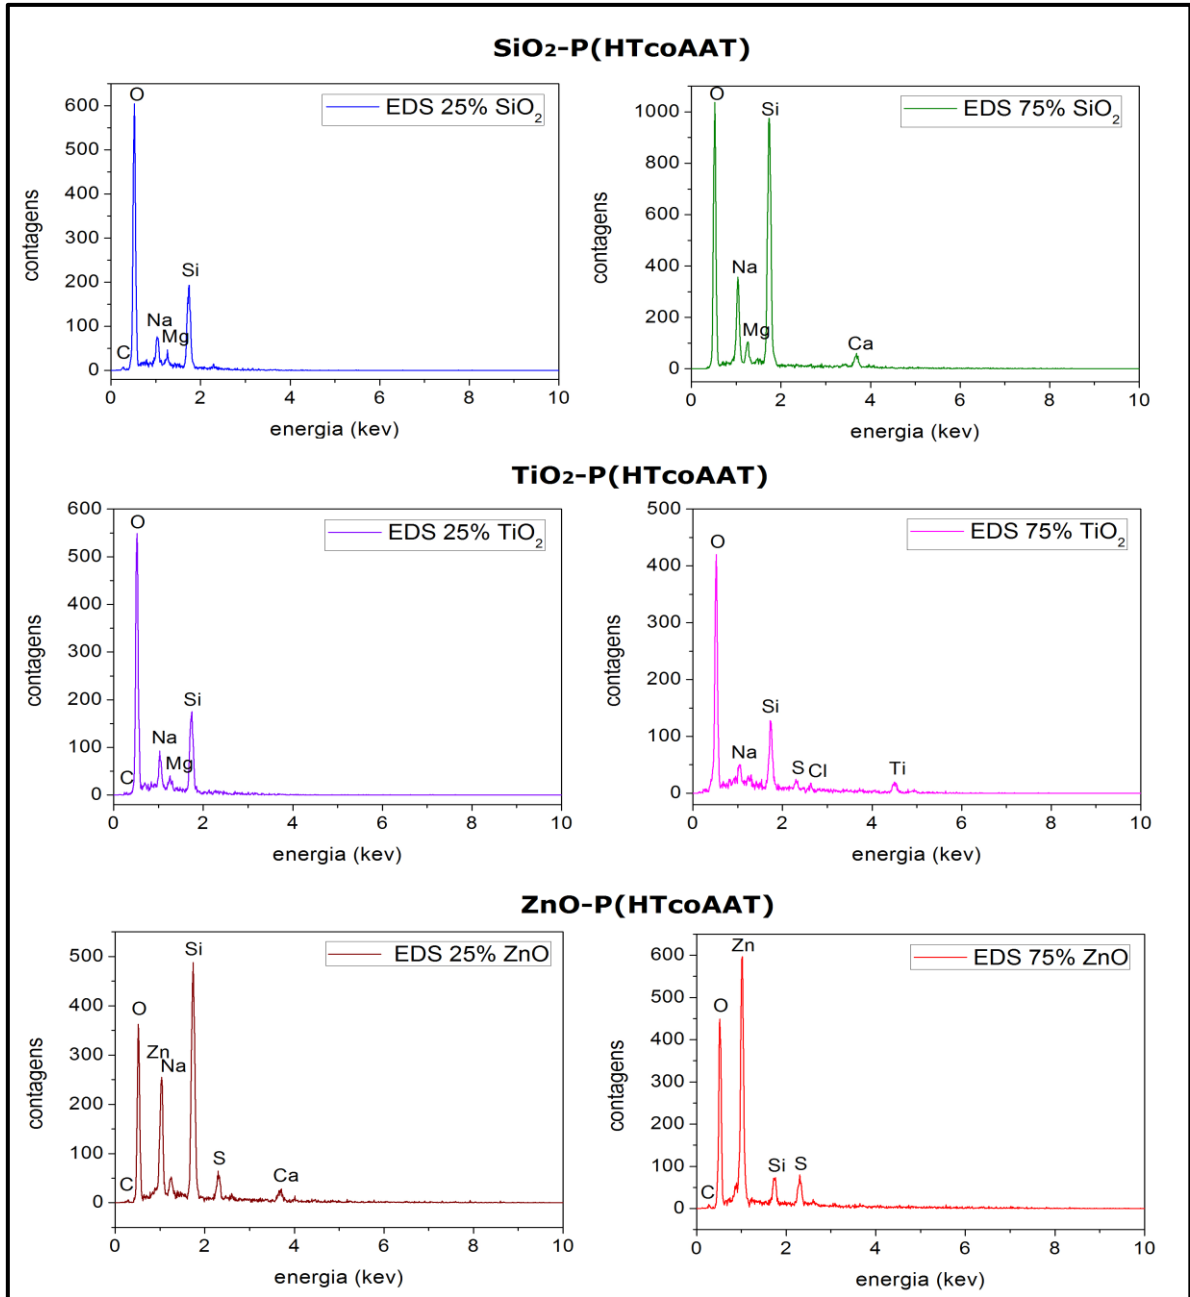 SiO₂-P(HTcoAAT)
EDS 25% SiO₂
contagens
600
500
400
300
200
100
0
O
C
Na
Mg
Si
0 2 4 6 8 10
energia (kev)
EDS 75% SiO₂
contagens
1000
800
600
400
200
0
O
Na
Mg
Si
Ca
0 2 4 6 8 10
energia (kev)
TiO₂-P(HTcoAAT)
EDS 25% TiO₂
contagens
600
500
400
300
200
100
0
O
C
Na
Mg
Si
0 2 4 6 8 10
energia (kev)
EDS 75% TiO₂
contagens
500
400
300
200
100
0
O
Na
Si
S
Cl
Ti
0 2 4 6 8 10
energia (kev)
ZnO-P(HTcoAAT)
EDS 25% ZnO
contagens
500
400
300
200
100
0
C
O
Zn
Na
Si
S
Ca
0 2 4 6 8 10
energia (kev)
EDS 75% ZnO
contagens
600
500
400
300
200
100
0
C
O
Zn
Si
S
0 2 4 6 8 10
energia (kev)